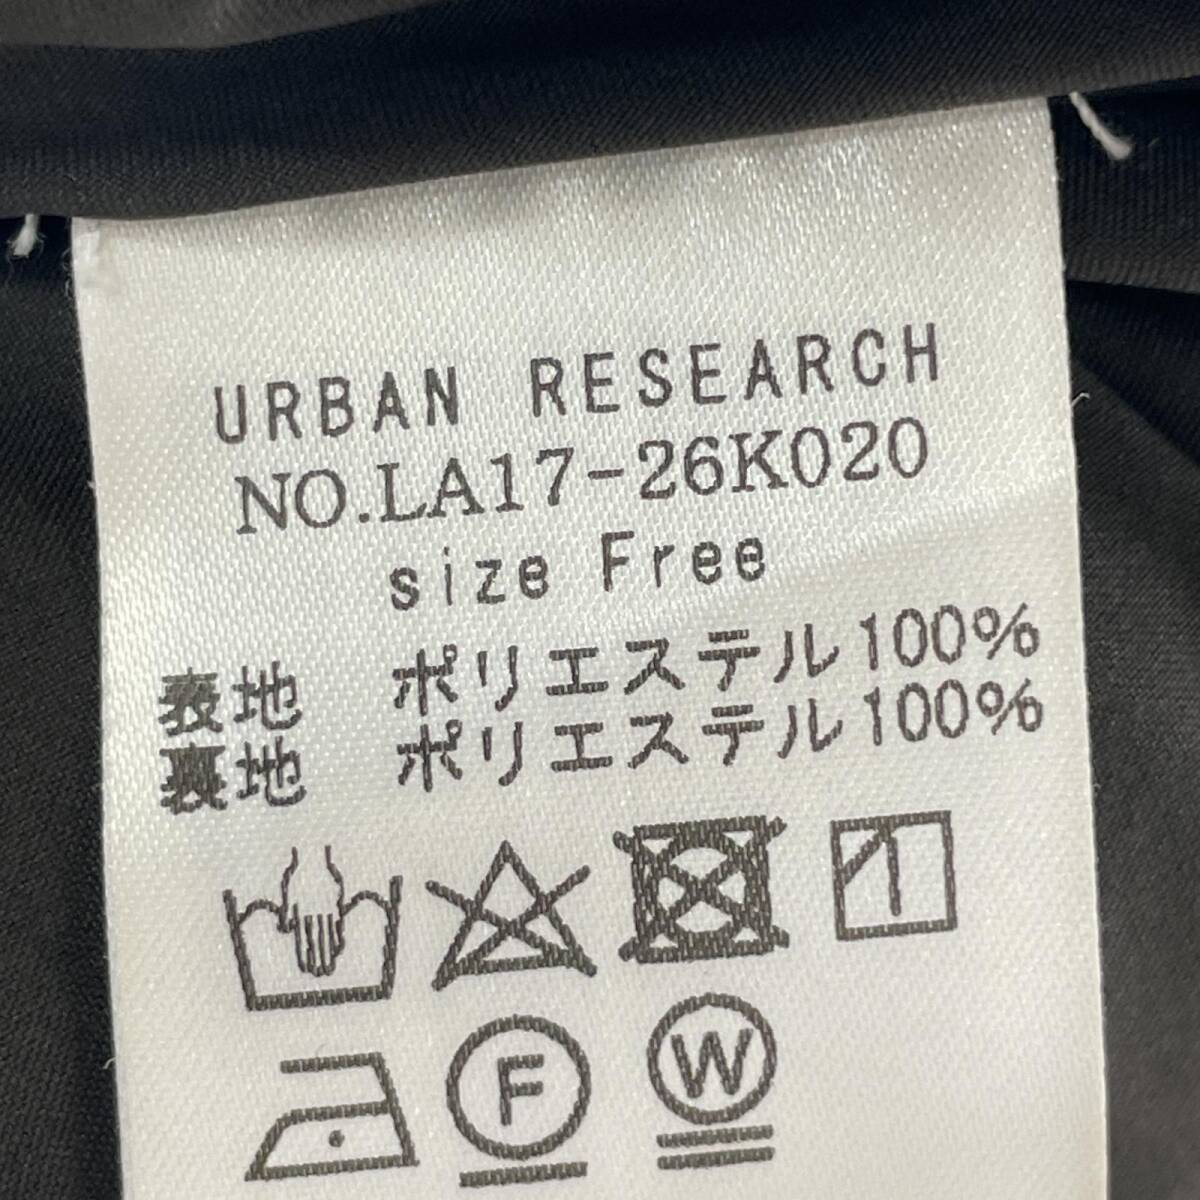 URBAN RESEARCH
NO.LA17-26K020
size Free
表地 ポリエステル100%
裏地 ポリエステル100%
F
W